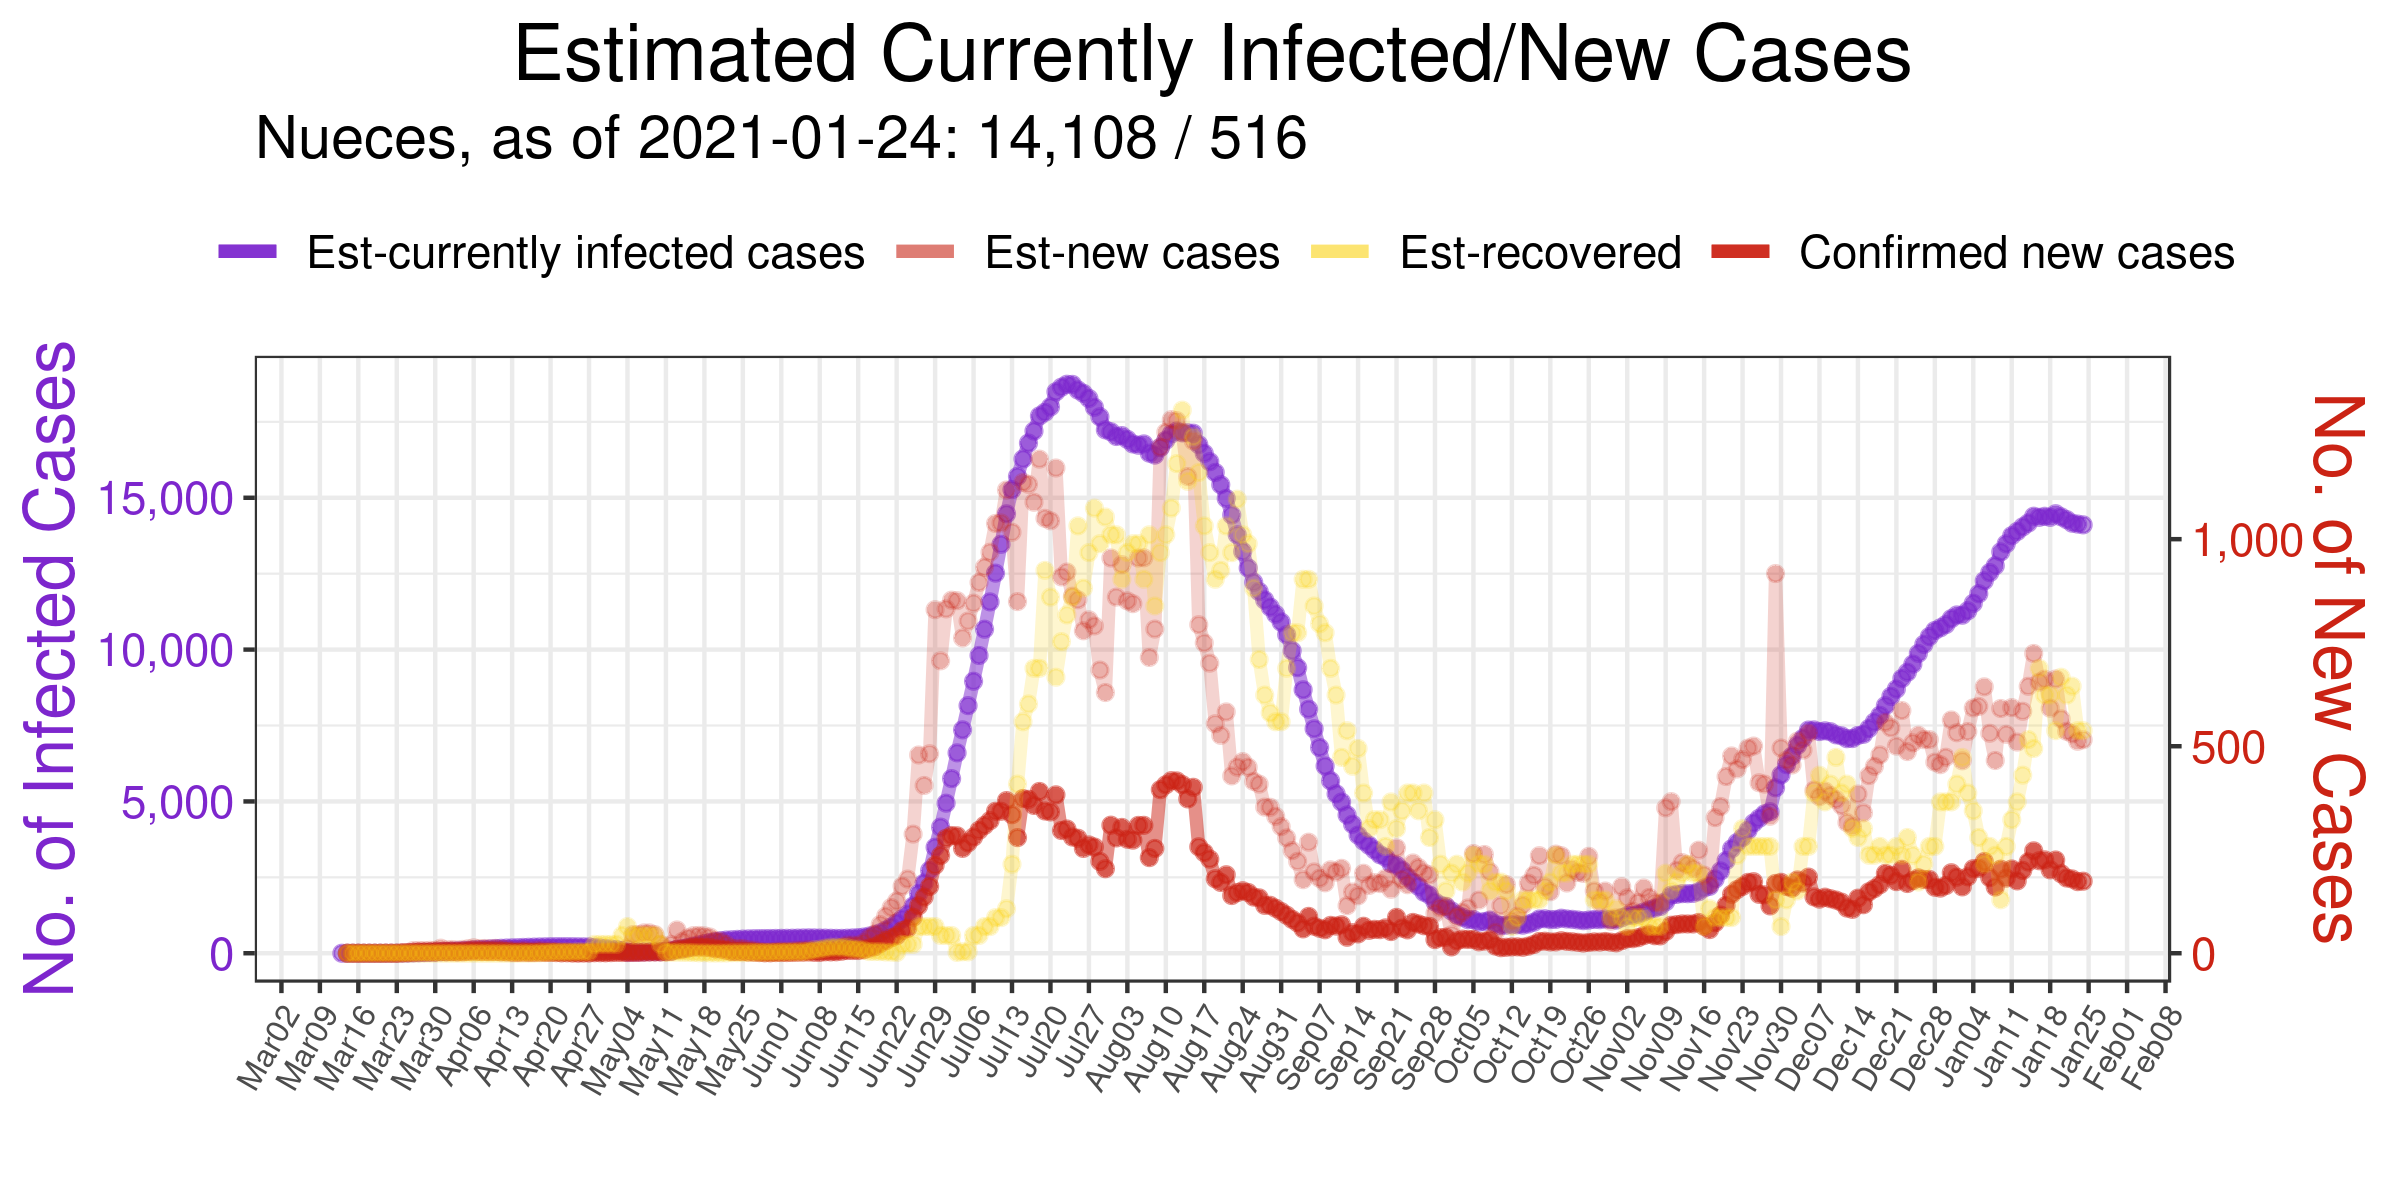 Estimated Currently Infected/New Cases
Nueces, as of 2021-01-24: 14,108 / 516
Est-currently infected cases
Est-new cases
Est-recovered
Confirmed new cases
No. of Infected Cases
15,000
10,000
5,000
0
1,000
500
0
No. of New Cases
Mar02
Mar09
Mar16
Mar23
Mar30
Apr06
Apr13
Apr20
Apr27
May04
May11
May18
May25
Jun01
Jun08
Jun15
Jun22
Jun29
Jul06
Jul13
Jul20
Jul27
Aug03
Aug10
Aug17
Aug24
Aug31
Sep07
Sep14
Sep21
Sep28
Oct05
Oct12
Oct19
Oct26
Nov02
Nov09
Nov16
Nov23
Nov30
Dec07
Dec14
Dec21
Dec28
Jan04
Jan11
Jan18
Jan25
Feb01
Feb08